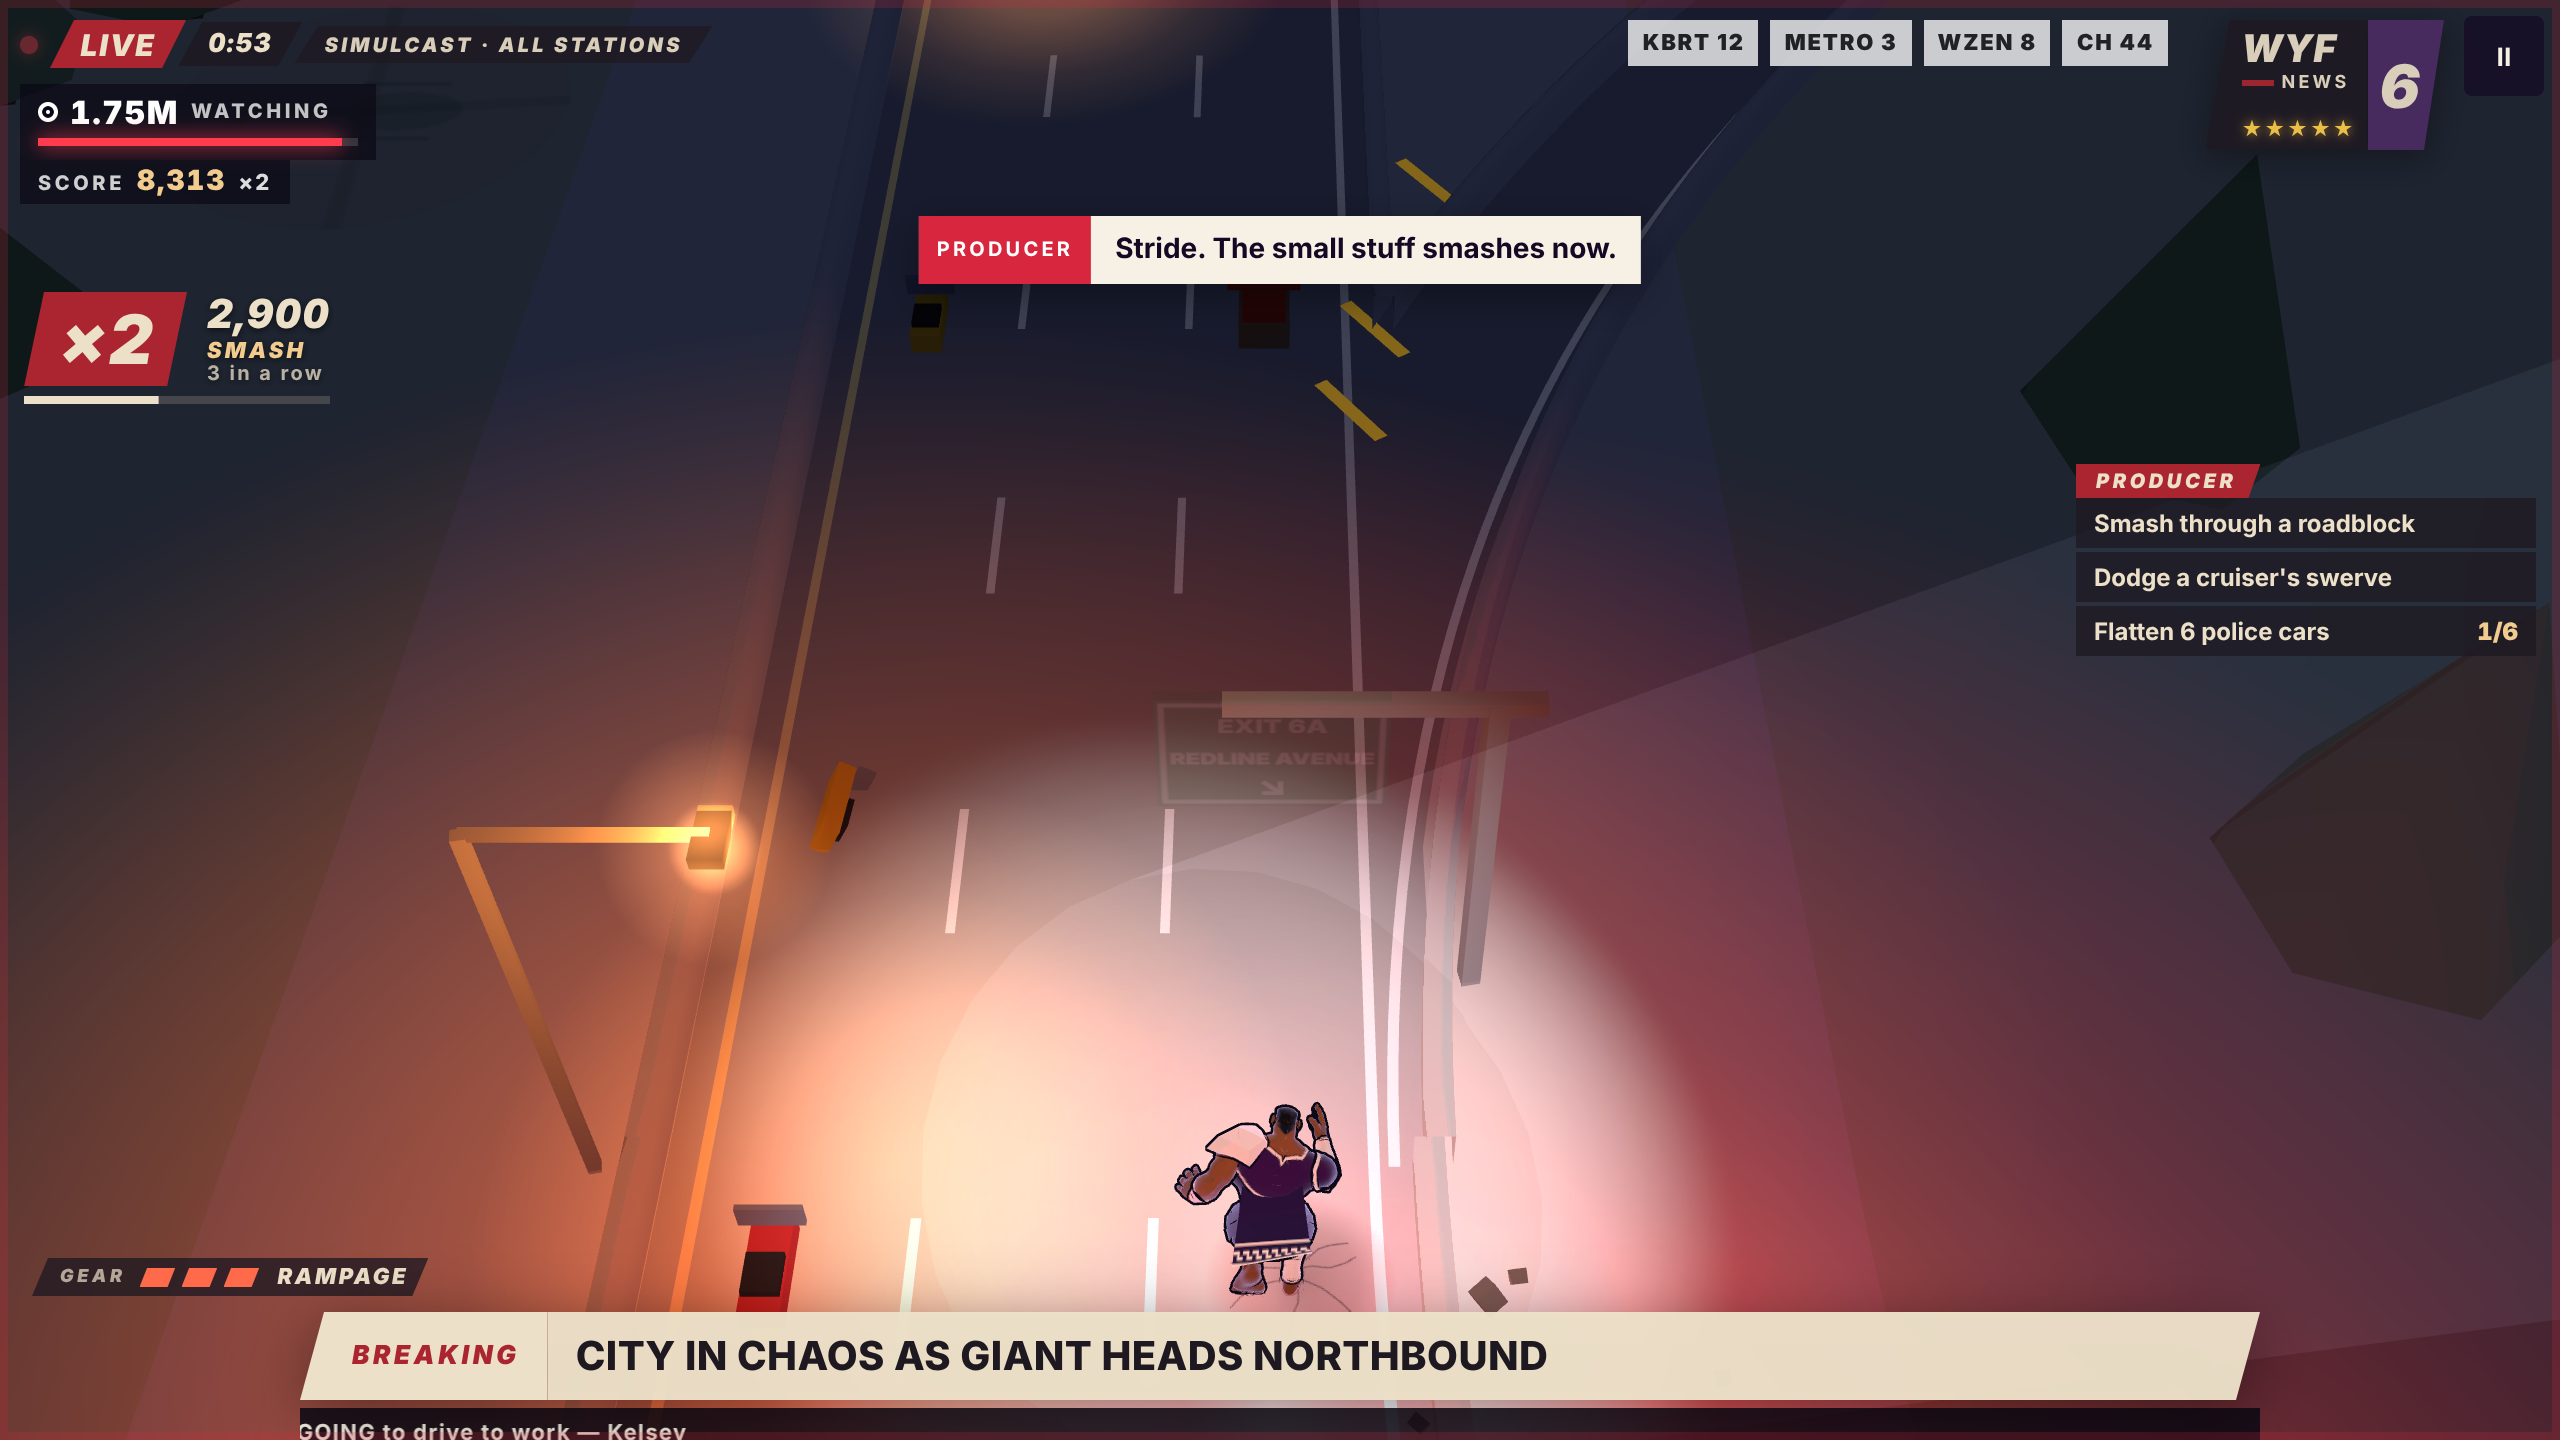 LIVE 0:53 SIMULCAST · ALL STATIONS
KBRT 12 METRO 3 WZEN 8 CH 44
WYF
NEWS
★★★★★
6
1.75M WATCHING
SCORE 8,313 ×2
PRODUCER Stride. The small stuff smashes now.
×2
2,900
SMASH
3 in a row
PRODUCER
Smash through a roadblock
Dodge a cruiser's swerve
Flatten 6 police cars 1/6
EXIT 6A
REDLINE AVENUE
↘
GEAR RAMPAGE
BREAKING CITY IN CHAOS AS GIANT HEADS NORTHBOUND
GOING to drive to work — Kelsey